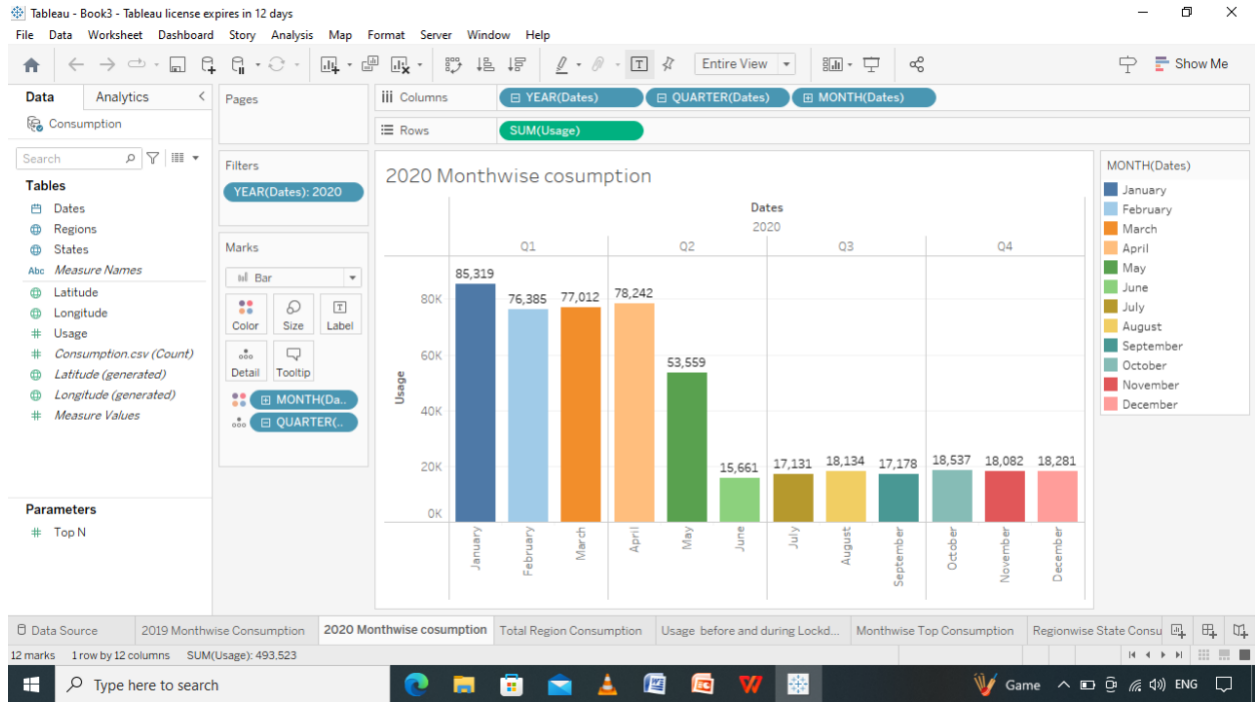 Tableau - Book3 - Tableau license expires in 12 days
File Data Worksheet Dashboard Story Analysis Map Format Server Window Help
Entire View
Show Me
Data Analytics
Consumption
Search
Tables
Dates
Regions
States
Abc Measure Names
Latitude
Longitude
# Usage
# Consumption.csv (Count)
Latitude (generated)
Longitude (generated)
# Measure Values
Parameters
# Top N
Pages
Filters
YEAR(Dates): 2020
Marks
Bar
Color Size T Label
Detail Tooltip
MONTH(Da..
QUARTER(..
Columns YEAR(Dates) QUARTER(Dates) MONTH(Dates)
Rows SUM(Usage)
2020 Monthwise cosumption
Dates
2020
Q1 Q2 Q3 Q4
Usage
80K
60K
40K
20K
0K
85,319 76,385 77,012 78,242 53,559 15,661 17,131 18,134 17,178 18,537 18,082 18,281
January February March April May June July August September October November December
MONTH(Dates)
January
February
March
April
May
June
July
August
September
October
November
December
Data Source 2019 Monthwise Consumption 2020 Monthwise cosumption Total Region Consumption Usage before and during Lockd... Monthwise Top Consumption Regionwise State Consu
12 marks 1 row by 12 columns SUM(Usage): 493,523
Type here to search
Game ENG